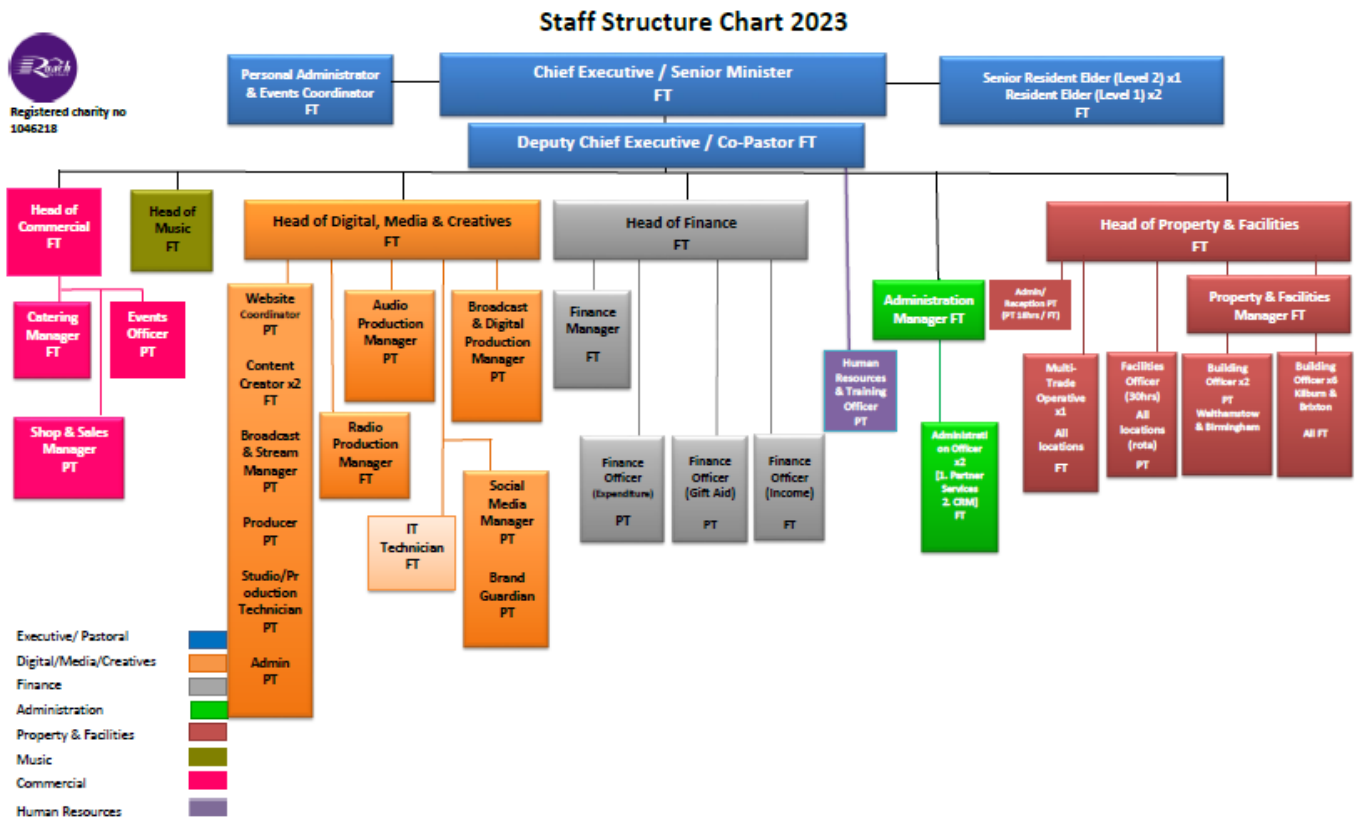 Staff Structure Chart 2023
Registered charity no
1046218
Personal Administrator
& Events Coordinator
FT
Chief Executive / Senior Minister
FT
Senior Resident Elder (Level 2) x1
Resident Elder (Level 1) x2
FT
Deputy Chief Executive / Co-Pastor FT
Head of
Commercial
FT
Head of
Music
FT
Head of Digital, Media & Creatives
FT
Head of Finance
FT
Head of Property & Facilities
FT
Catering
Manager
FT
Events
Officer
PT
Shop & Sales
Manager
PT
Website
Coordinator
PT
Content
Creator x2
FT
Broadcast
& Stream
Manager
PT
Producer
PT
Studio/Pr
oduction
Technician
PT
Admin
PT
Audio
Production
Manager
PT
Broadcast
& Digital
Production
Manager
PT
Radio
Production
Manager
FT
IT
Technician
FT
Social
Media
Manager
PT
Brand
Guardian
PT
Finance
Manager
FT
Finance
Officer
(Expenditure)
PT
Finance
Officer
(Gift Aid)
PT
Finance
Officer
(Income)
FT
Human
Resources
& Training
Officer
PT
Administration
Manager FT
Administrati
on Officer
x2
[1. Partner
Services
2. CRM]
FT
Admin/
Reception PT
(PT 18hrs / FT)
Property & Facilities
Manager FT
Multi-
Trade
Operative
x1
All
locations
FT
Facilities
Officer
(30hrs)
All
locations
(rota)
PT
Building
Officer x2
PT
Walthamstow
& Birmingham
Building
Officer x6
Kilburn &
Brixton
All FT
Executive/ Pastoral
Digital/Media/Creatives
Finance
Administration
Property & Facilities
Music
Commercial
Human Resources